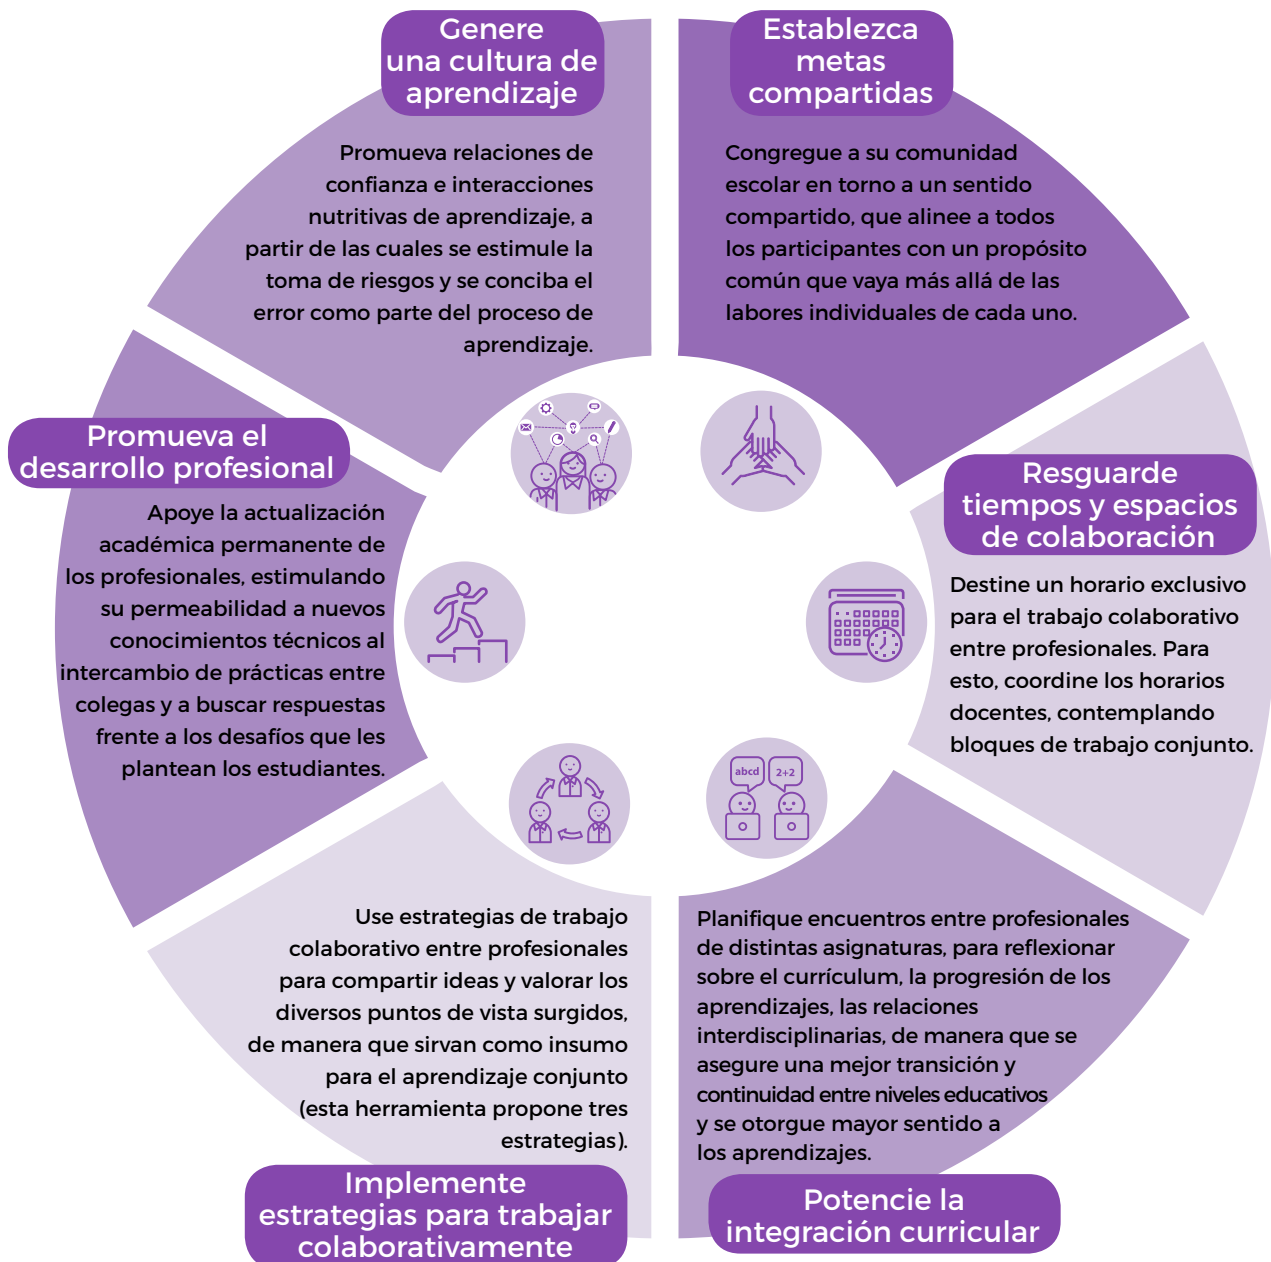 Genere
una cultura de
aprendizaje
Promueva relaciones de
confianza e interacciones
nutritivas de aprendizaje, a
partir de las cuales se estimule la
toma de riesgos y se conciba el
error como parte del proceso de
aprendizaje.
Establezca
metas
compartidas
Congregue a su comunidad
escolar en torno a un sentido
compartido, que alinee a todos
los participantes con un propósito
común que vaya más allá de las
labores individuales de cada uno.
Promueva el
desarrollo profesional
Apoye la actualización
académica permanente de
los profesionales, estimulando
su permeabilidad a nuevos
conocimientos técnicos al
intercambio de prácticas entre
colegas y a buscar respuestas
frente a los desafíos que les
plantean los estudiantes.
Resguarde
tiempos y espacios
de colaboración
Destine un horario exclusivo
para el trabajo colaborativo
entre profesionales. Para
esto, coordine los horarios
docentes, contemplando
bloques de trabajo conjunto.
abcd
2+2
Use estrategias de trabajo
colaborativo entre profesionales
para compartir ideas y valorar los
diversos puntos de vista surgidos,
de manera que sirvan como insumo
para el aprendizaje conjunto
(esta herramienta propone tres
estrategias).
Implemente
estrategias para trabajar
colaborativamente
Planifique encuentros entre profesionales
de distintas asignaturas, para reflexionar
sobre el currículum, la progresión de los
aprendizajes, las relaciones
interdisciplinarias, de manera que se
asegure una mejor transición y
continuidad entre niveles educativos
y se otorgue mayor sentido a
los aprendizajes.
Potencie la
integración curricular